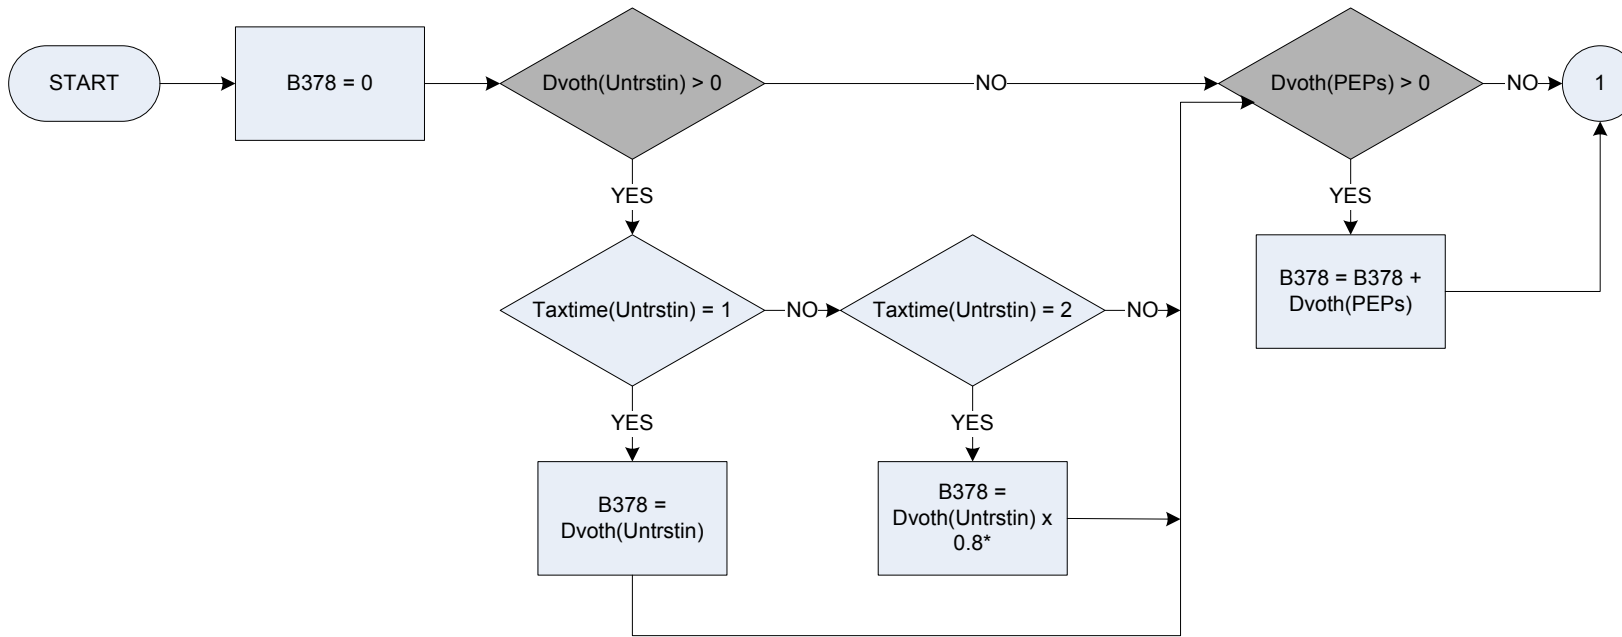 START
B378 = 0
Dvoth(Untrstin) > 0
NO
Dvoth(PEPs) > 0
NO
1
YES
YES
Taxtime(Untrstin) = 1
NO
Taxtime(Untrstin) = 2
NO
B378 = B378 +
Dvoth(PEPs)
YES
YES
B378 =
Dvoth(Untrstin)
B378 =
Dvoth(Untrstin) x
0.8*